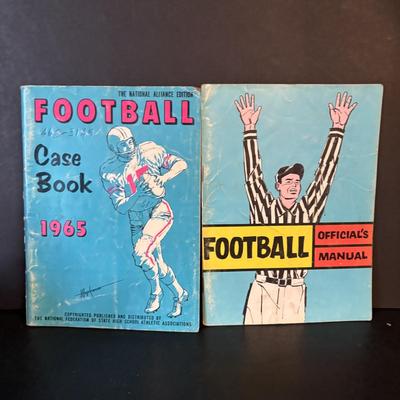 THE NATIONAL ALLIANCE EDITION
FOOTBALL
Case
Book
1965
15
COPYRIGHTED, PUBLISHED AND DISTRIBUTED BY
THE NATIONAL FEDERATION OF STATE HIGH SCHOOL ATHLETIC ASSOCIATIONS
FOOTBALL
OFFICIAL'S
MANUAL